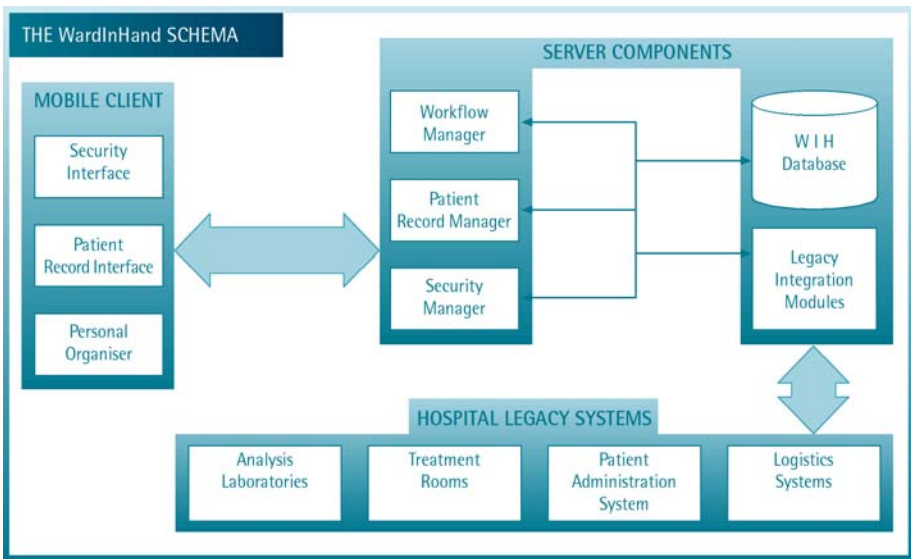 THE WardInHand SCHEMA
MOBILE CLIENT
Security
Interface
Patient
Record Interface
Personal
Organiser
SERVER COMPONENTS
Workflow
Manager
Patient
Record Manager
Security
Manager
W I H
Database
Legacy
Integration
Modules
HOSPITAL LEGACY SYSTEMS
Analysis
Laboratories
Treatment
Rooms
Patient
Administration
System
Logistics
Systems